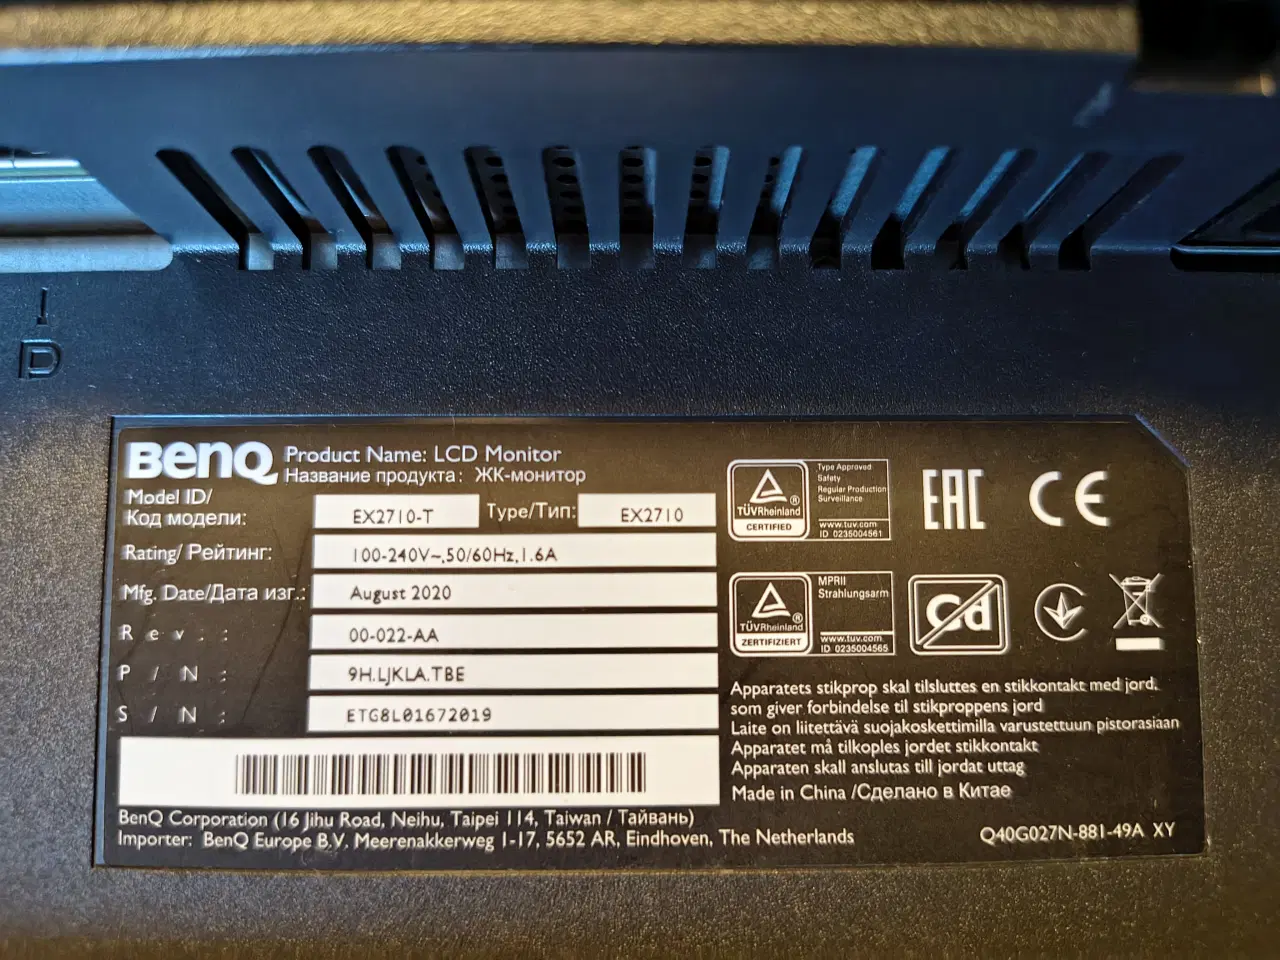 D
BenQ
Product Name: LCD Monitor
Название продукта: ЖК-монитор
Model ID/
Код модели:
EX2710-T
Type/Тип:
EX2710
Rating/ Рейтинг:
100-240V~,50/60Hz,1.6A
Mfg. Date/Дата изг.:
August 2020
Rev.:
00-022-AA
P/N:
9H.LJKLA.TBE
S/N:
ETG8L01672019
BenQ Corporation (16 Jihu Road, Neihu, Taipei 114, Taiwan / Тайвань)
Importer: BenQ Europe B.V. Meerenakkerweg 1-17, 5652 AR, Eindhoven, The Netherlands
TÜVRheinland
CERTIFIED
Type Approved
Safety
Regular Production
Surveillance
www.tuv.com
ID 0235004561
EAC
CE
TÜVRheinland
ZERTIFIZIERT
MPRII
Strahlungsarm
www.tuv.com
ID 0235004565
Cd
Apparatets stikprop skal tilsluttes en stikkontakt med jord,
som giver forbindelse til stikproppens jord
Laite on liitettävä suojakoskettimilla varustettuun pistorasiaan
Apparatet må tilkoples jordet stikkontakt
Apparaten skall anslutas till jordat uttag
Made in China /Сделано в Китае
Q40G027N-881-49A XY